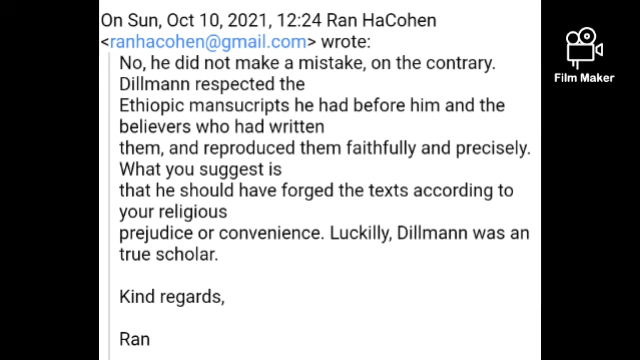 On Sun, Oct 10, 2021, 12:24 Ran HaCohen
<ranhacohen@gmail.com> wrote:
No, he did not make a mistake, on the contrary.
Dillmann respected the
Ethiopic mansucripts he had before him and the
believers who had written
them, and reproduced them faithfully and precisely.
What you suggest is
that he should have forged the texts according to
your religious
prejudice or convenience. Luckilly, Dillmann was an
true scholar.
Kind regards,
Ran
Film Maker